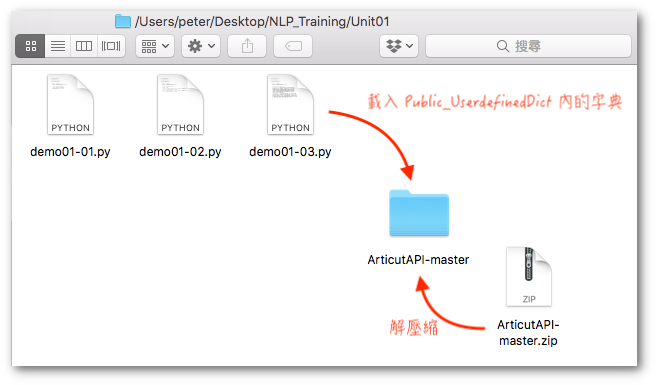 /Users/peter/Desktop/NLP_Training/Unit01
搜尋
PYTHON
PYTHON
PYTHON
demo01-01.py
demo01-02.py
demo01-03.py
載入 Public_UserdefinedDict 內的字典
ArticutAPI-master
ZIP
解壓縮
ArticutAPI-
master.zip